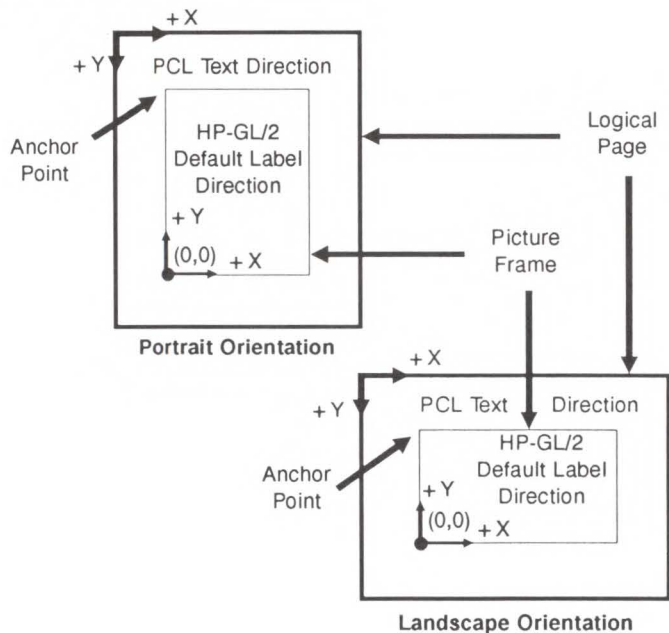 + X
+ Y
PCL Text Direction
Anchor
Point
HP-GL/2
Default Label
Direction
+ Y
(0,0)
+ X
Logical
Page
Picture
Frame
Portrait Orientation
+ X
+ Y
PCL Text Direction
Anchor
Point
HP-GL/2
Default Label
Direction
+ Y
(0,0)
+ X
Landscape Orientation